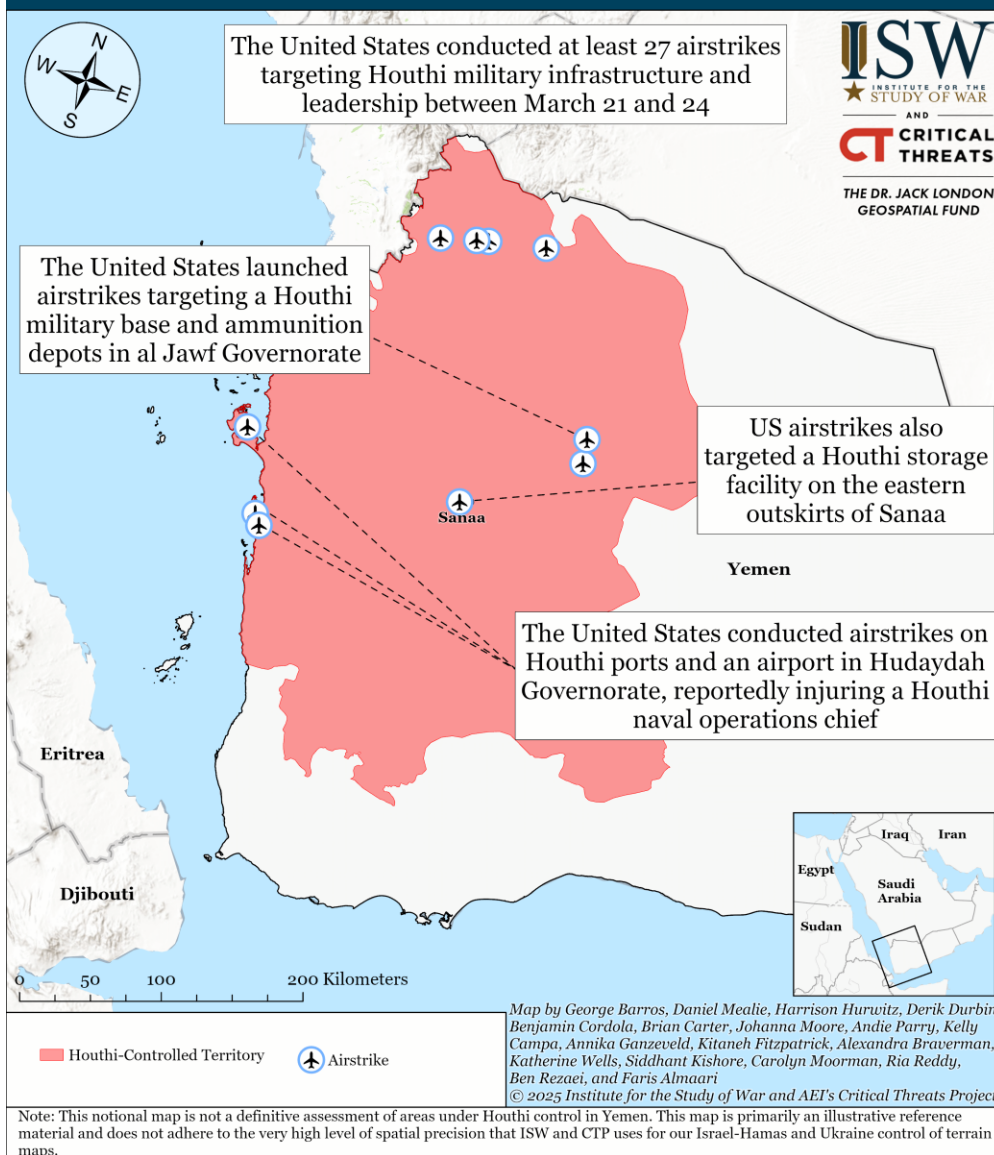 N
W
E
S
The United States conducted at least 27 airstrikes
targeting Houthi military infrastructure and
leadership between March 21 and 24
ISW
INSTITUTE FOR THE
STUDY OF WAR
AND
CT CRITICAL
THREATS
THE DR. JACK LONDON
GEOSPATIAL FUND
The United States launched
airstrikes targeting a Houthi
military base and ammunition
depots in al Jawf Governorate
US airstrikes also
targeted a Houthi storage
facility on the eastern
outskirts of Sanaa
Sanaa
Yemen
The United States conducted airstrikes on
Houthi ports and an airport in Hudaydah
Governorate, reportedly injuring a Houthi
naval operations chief
Eritrea
Djibouti
Iraq
Iran
Egypt
Saudi
Arabia
Sudan
0 50 100 200 Kilometers
Houthi-Controlled Territory
Airstrike
Map by George Barros, Daniel Mealie, Harrison Hurwitz, Derik Durbin,
Benjamin Cordola, Brian Carter, Johanna Moore, Andie Parry, Kelly
Campa, Annika Ganzeveld, Kitaneh Fitzpatrick, Alexandra Braverman,
Katherine Wells, Siddhant Kishore, Carolyn Moorman, Ria Reddy,
Ben Rezaei, and Faris Almaari
© 2025 Institute for the Study of War and AEI's Critical Threats Project
Note: This notional map is not a definitive assessment of areas under Houthi control in Yemen. This map is primarily an illustrative reference
material and does not adhere to the very high level of spatial precision that ISW and CTP uses for our Israel-Hamas and Ukraine control of terrain
maps.